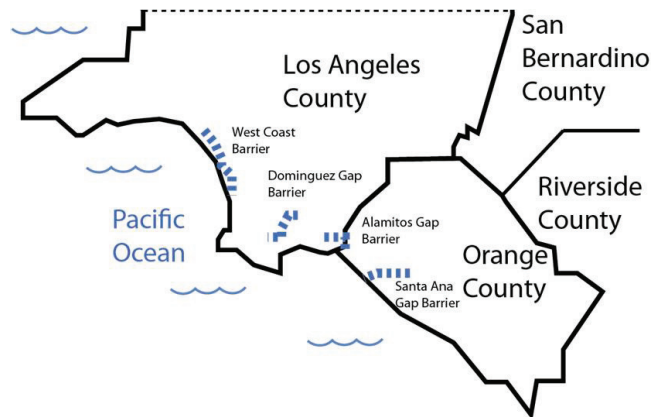 San
Bernardino
County
Los Angeles
County
West Coast
Barrier
Dominguez Gap
Barrier
Riverside
County
Pacific
Ocean
Alamitos Gap
Barrier
Orange
County
Santa Ana
Gap Barrier